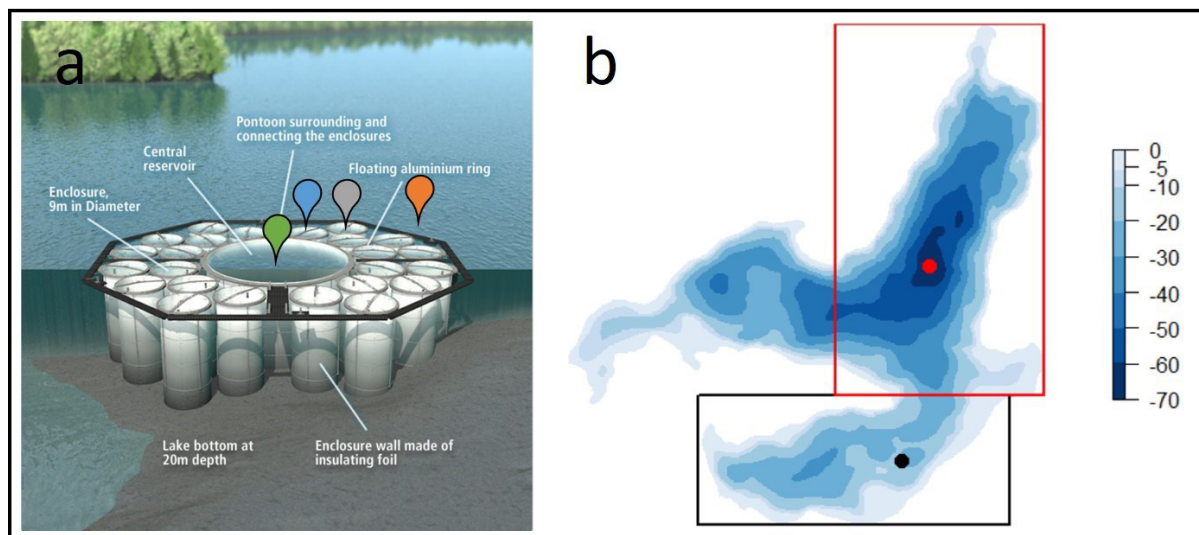 a
Pontoon surrounding and
connecting the enclosures
Central
reservoir
Floating aluminium ring
Enclosure,
9m in Diameter
Lake bottom at
20m depth
Enclosure wall made of
insulating foil
b
0
-5
-10
-20
-30
-40
-50
-60
-70